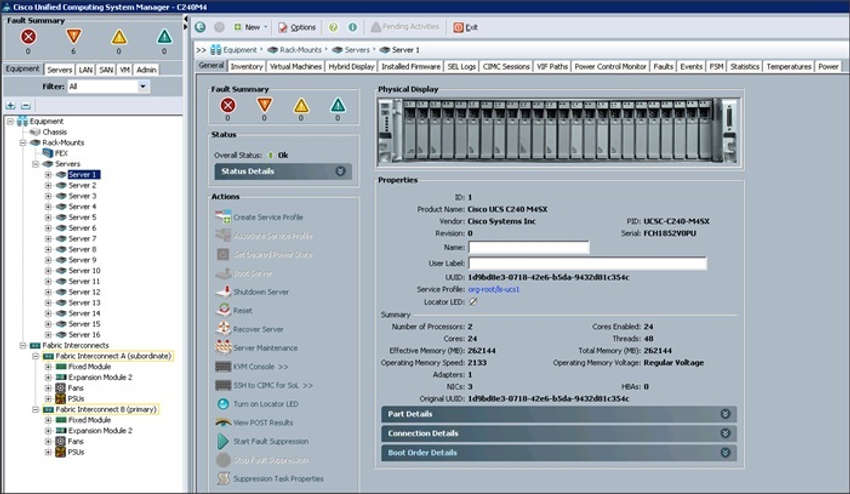 Cisco Unified Computing System Manager - C240M4
Fault Summary
0 6 0 0
Equipment Servers LAN SAN VM Admin
Filter: All
Equipment
Chassis
Rack-Mounts
FEX
Servers
Server 1
Server 2
Server 3
Server 4
Server 5
Server 6
Server 7
Server 8
Server 9
Server 10
Server 11
Server 12
Server 13
Server 14
Server 15
Server 16
Fabric Interconnects
Fabric Interconnect A (subordinate)
Fixed Module
Expansion Module 2
Fans
PSUs
Fabric Interconnect B (primary)
Fixed Module
Expansion Module 2
Fans
PSUs
New Options Pending Activities Exit
>> Equipment Rack-Mounts Servers Server 1
General Inventory Virtual Machines Hybrid Display Installed Firmware SEL Logs CIMC Sessions VIF Paths Power Control Monitor Faults Events FSM Statistics Temperatures Power
Fault Summary
0 0 0 0
Status
Overall Status: Ok
Status Details
Actions
Create Service Profile
Associate Service Profile
Set Desired Power State
Boot Server
Shutdown Server
Reset
Recover Server
Server Maintenance
KVM Console >>
SSH to CIMC for SoL >>
Turn on Locator LED
View POST Results
Start Fault Suppression
Stop Fault Suppression
Suppression Task Properties
Physical Display
Properties
ID: 1
Product Name: Cisco UCS C240 M4SX
Vendor: Cisco Systems Inc PID: UCSC-C240-M4SX
Revision: 0 Serial: FCH1852V0PU
Name:
User Label:
UUID: 1d9bd8e3-0718-42e6-b5da-9432d81c354c
Service Profile: org-root/ls-ucs1
Locator LED:
Summary
Number of Processors: 2 Cores Enabled: 24
Cores: 24 Threads: 48
Effective Memory (MB): 262144 Total Memory (MB): 262144
Operating Memory Speed: 2133 Operating Memory Voltage: Regular Voltage
Adapters: 1
NICs: 3 HBAs: 0
Original UUID: 1d9bd8e3-0718-42e6-b5da-9432d81c354c
Part Details
Connection Details
Boot Order Details